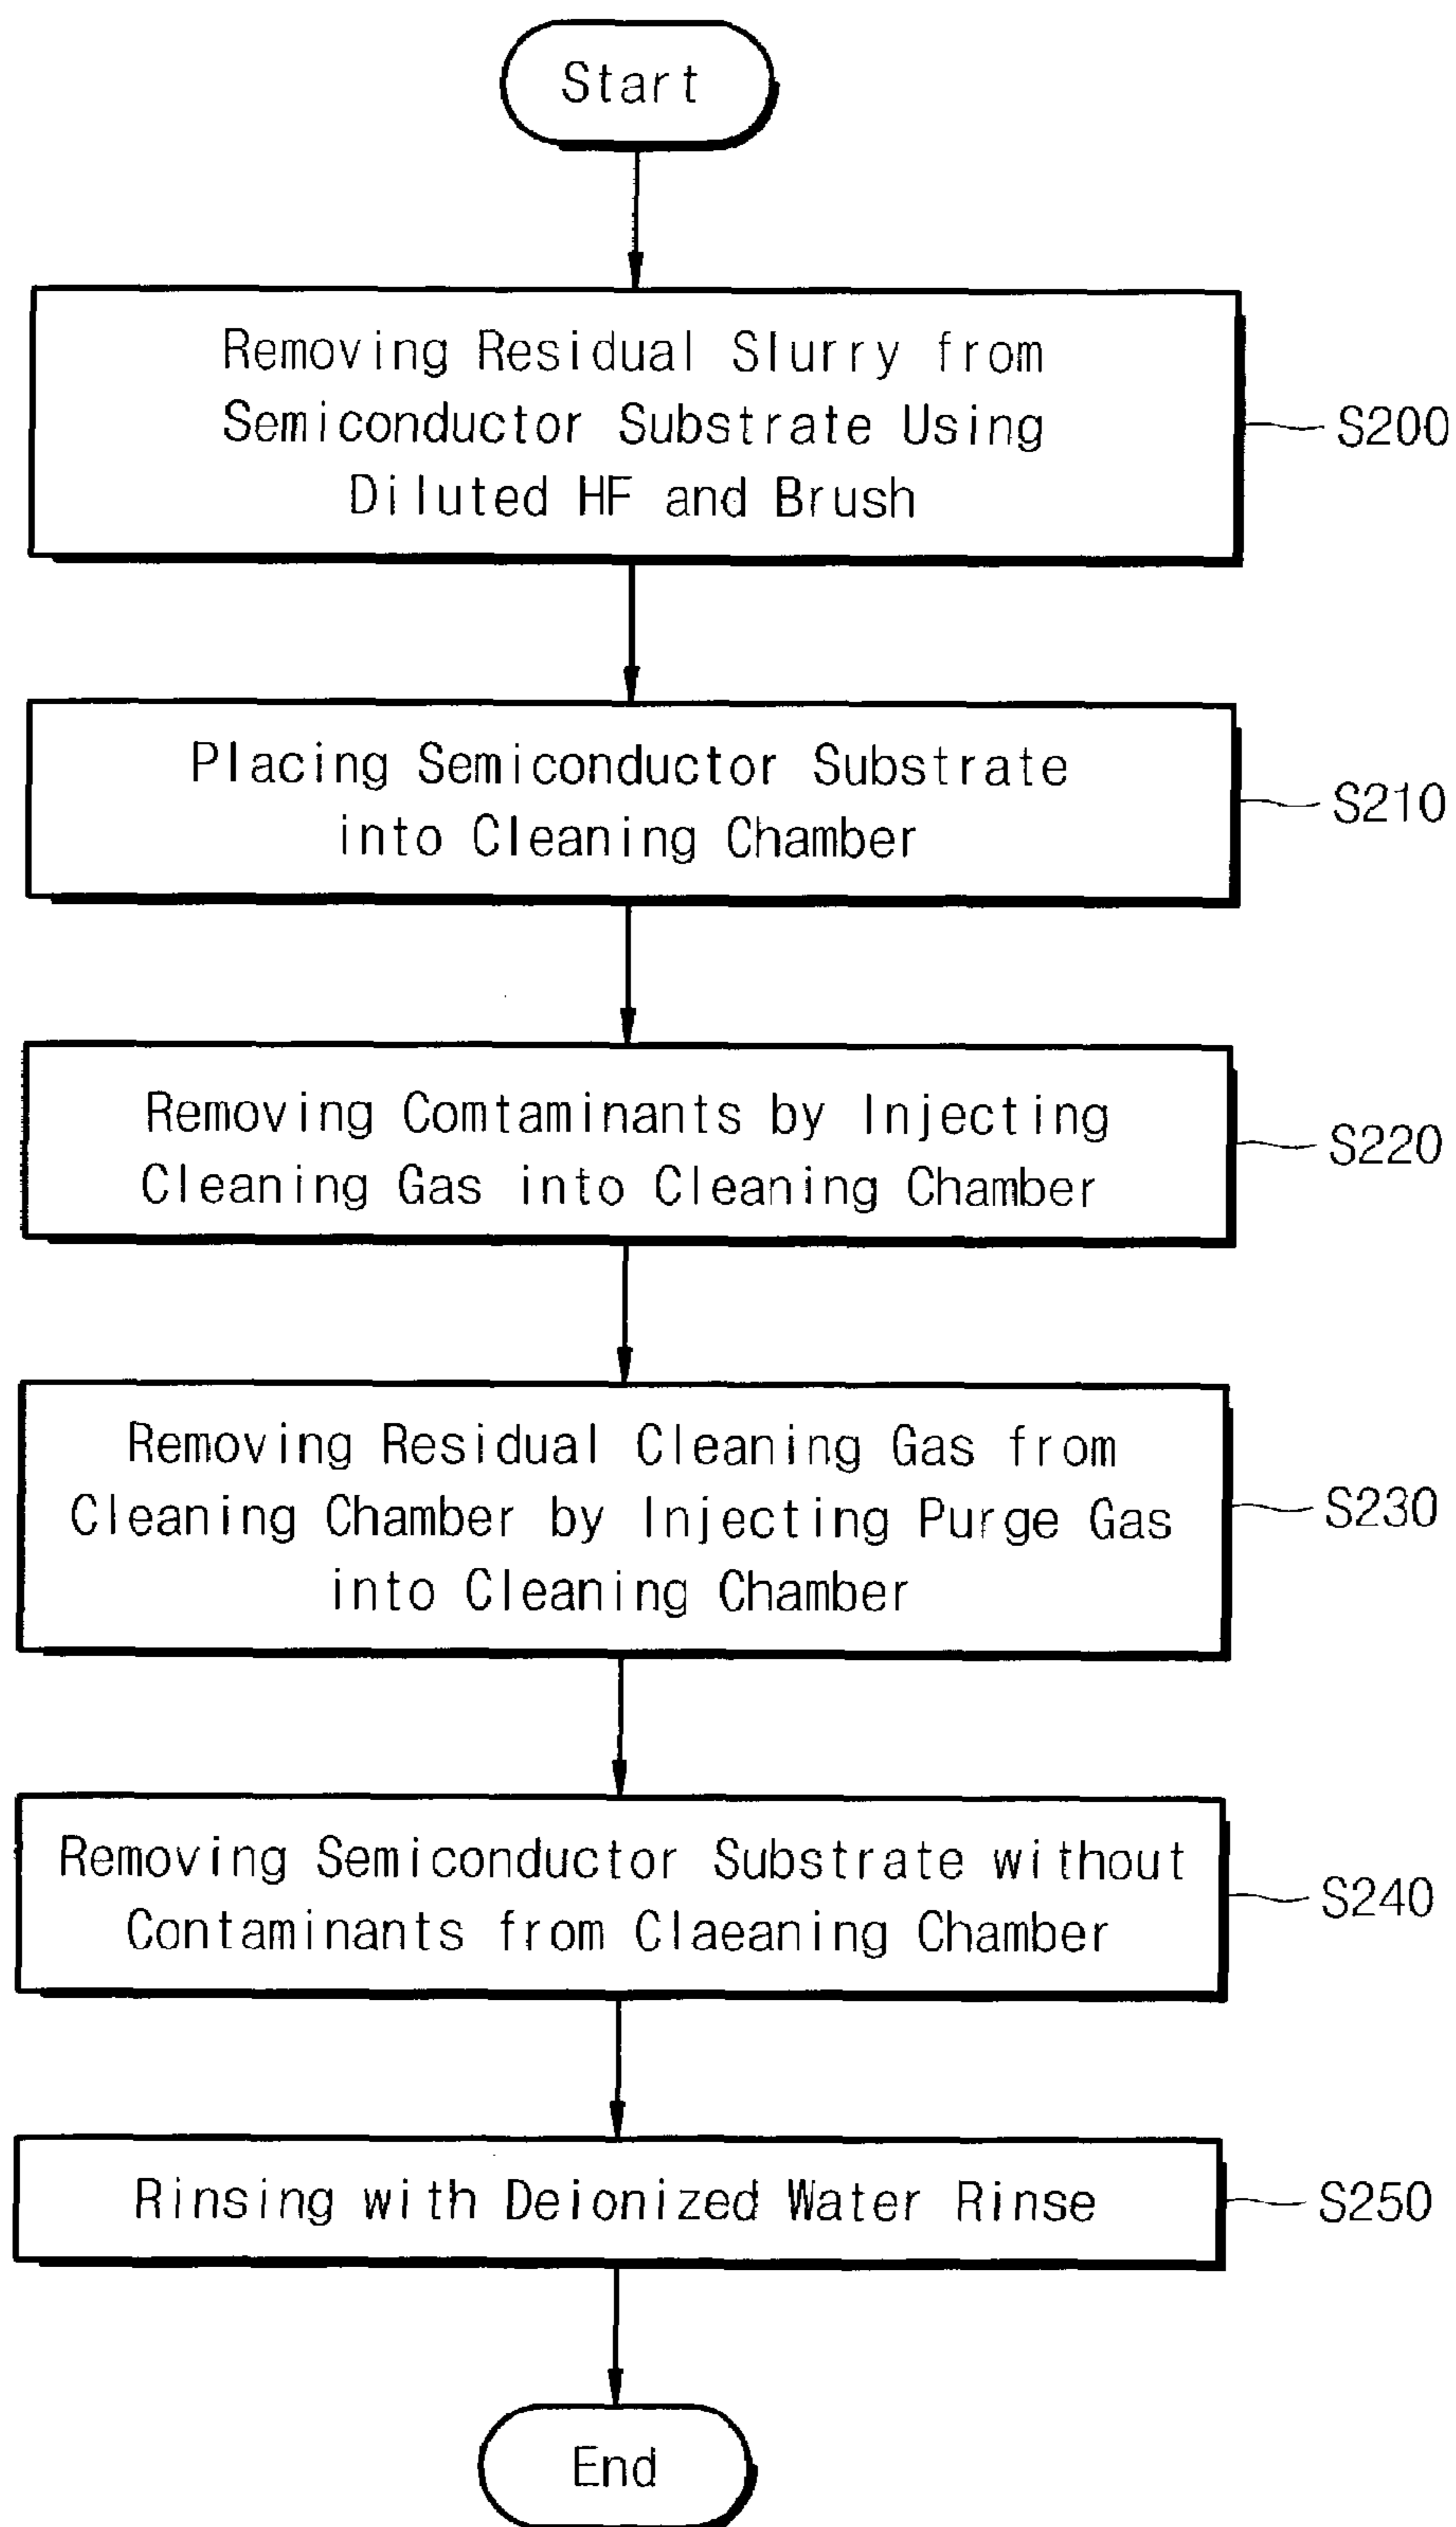 Start
Removing Residual Slurry from
Semiconductor Substrate Using
Diluted HF and Brush
S200
Placing Semiconductor Substrate
into Cleaning Chamber
S210
Removing Comtaminants by Injecting
Cleaning Gas into Cleaning Chamber
S220
Removing Residual Cleaning Gas from
Cleaning Chamber by Injecting Purge Gas
into Cleaning Chamber
S230
Removing Semiconductor Substrate without
Contaminants from Claeaning Chamber
S240
Rinsing with Deionized Water Rinse
S250
End